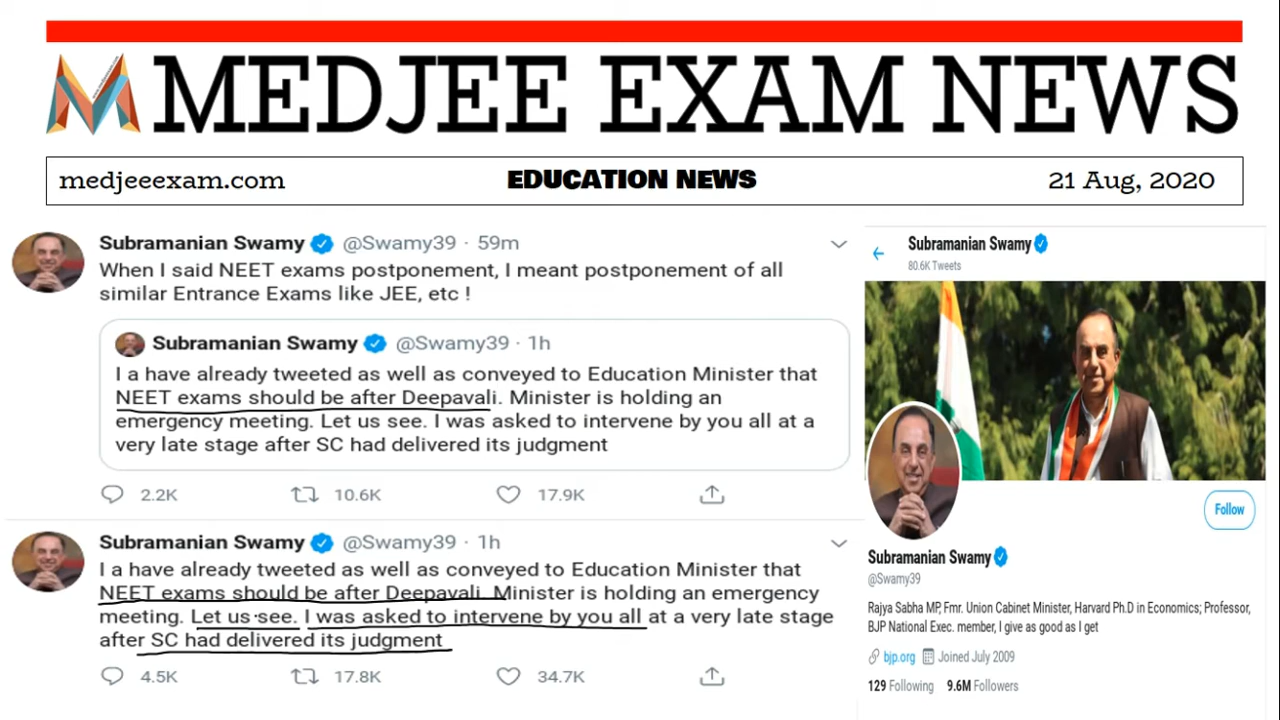 MEDJEE EXAM NEWS
medjeeexam.com
EDUCATION NEWS
21 Aug, 2020
Subramanian Swamy @Swamy39 · 59m
When I said NEET exams postponement, I meant postponement of all
similar Entrance Exams like JEE, etc !
Subramanian Swamy @Swamy39 · 1h
I a have already tweeted as well as conveyed to Education Minister that
NEET exams should be after Deepavali. Minister is holding an
emergency meeting. Let us see. I was asked to intervene by you all at a
very late stage after SC had delivered its judgment
2.2K 10.6K 17.9K
Subramanian Swamy @Swamy39 · 1h
I a have already tweeted as well as conveyed to Education Minister that
NEET exams should be after Deepavali. Minister is holding an emergency
meeting. Let us see. I was asked to intervene by you all at a very late stage
after SC had delivered its judgment
4.5K 17.8K 34.7K
Subramanian Swamy
80.6K Tweets
Follow
Subramanian Swamy
@Swamy39
Rajya Sabha MP, Fmr. Union Cabinet Minister, Harvard Ph.D in Economics; Professor,
BJP National Exec. member, I give as good as I get
bjp.org Joined July 2009
129 Following 9.6M Followers